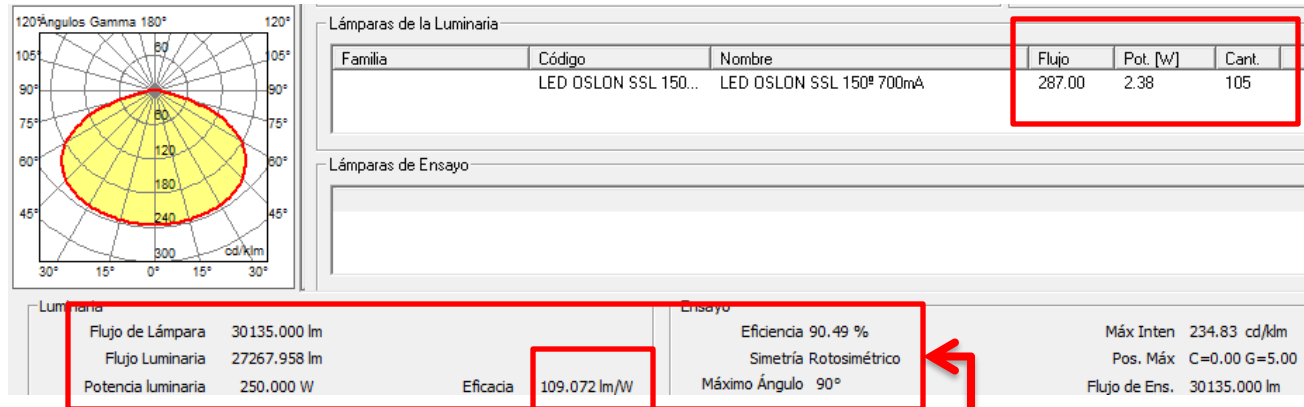 120° Ángulos Gamma 180° 120°
105° 60 105°
90° 90°
75° 60 75°
60° 120 60°
180
45° 240 45°
300 cd/klm
30° 15° 0° 15° 30°
Lámparas de la Luminaria
Familia Código Nombre Flujo Pot. [W] Cant.
LED OSLON SSL 150... LED OSLON SSL 150º 700mA 287.00 2.38 105
Lámparas de Ensayo
Luminaria
Flujo de Lámpara 30135.000 lm
Flujo Luminaria 27267.958 lm
Potencia luminaria 250.000 W Eficacia 109.072 lm/W
Ensayo
Eficiencia 90.49 % Máx Inten 234.83 cd/klm
Simetría Rotosimétrico Pos. Máx C=0.00 G=5.00
Máximo Ángulo 90° Flujo de Ens. 30135.000 lm